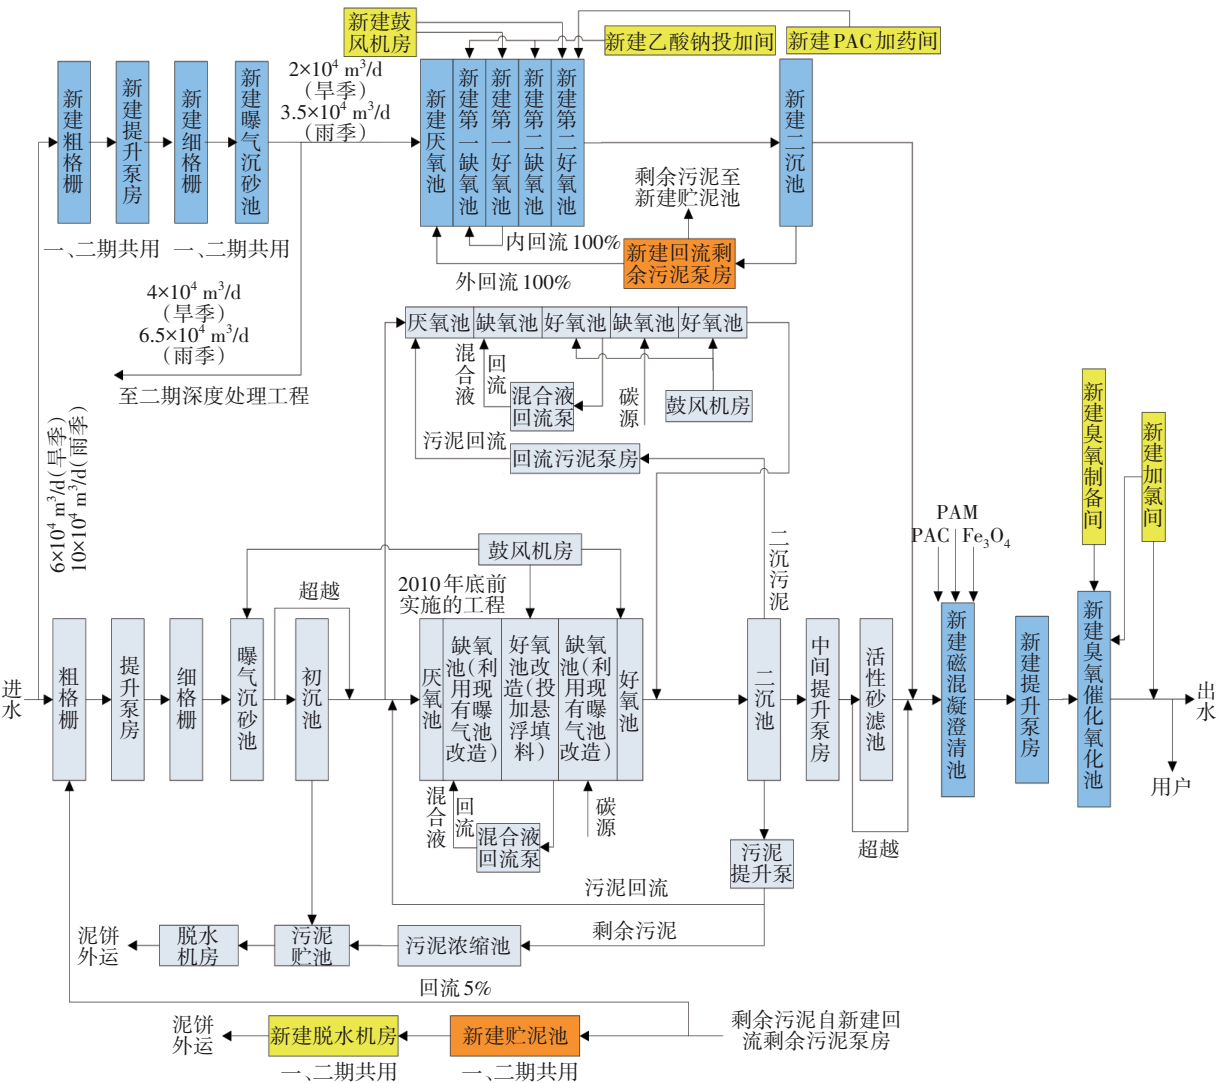 新建鼓
风机房
新建乙酸钠投加间
新建PAC加药间
新建粗格栅
新建提升泵房
新建细格栅
新建曝气沉砂池
2×10⁴ m³/d
(旱季)
3.5×10⁴ m³/d
(雨季)
新建厌氧池
新建第一缺氧池
新建第一好氧池
新建第二缺氧池
新建第二好氧池
新建二沉池
剩余污泥至
新建贮泥池
一、二期共用
一、二期共用
内回流100%
新建回流剩
余污泥泵房
外回流100%
4×10⁴ m³/d
(旱季)
6.5×10⁴ m³/d
(雨季)
至二期深度处理工程
厌氧池
缺氧池
好氧池
缺氧池
好氧池
混合液
回流
混合液
回流泵
碳源
鼓风机房
污泥回流
回流污泥泵房
6×10⁴ m³/d(旱季)
10×10⁴ m³/d(雨季)
新建臭氧制备间
新建加氯间
PAM
PAC
Fe₃O₄
鼓风机房
二沉污泥
超越
2010年底前
实施的工程
进水
粗格栅
提升泵房
细格栅
曝气沉砂池
初沉池
厌氧池
缺氧
池(利
用现
有曝
气池
改造)
好氧
池改
造(投
加悬
浮填
料)
缺氧
池(利
用现
有曝
气池
改造)
好氧池
二沉池
中间提升泵房
活性砂滤池
新建磁混凝澄清池
新建提升泵房
新建臭氧催化氧化池
出水
用户
混合液
回流
混合液
回流泵
碳源
超越
污泥
提升泵
污泥回流
剩余污泥
泥饼
外运
脱水
机房
污泥
贮池
污泥浓缩池
回流5%
泥饼
外运
新建脱水机房
新建贮泥池
剩余污泥自新建回
流剩余污泥泵房
一、二期共用
一、二期共用